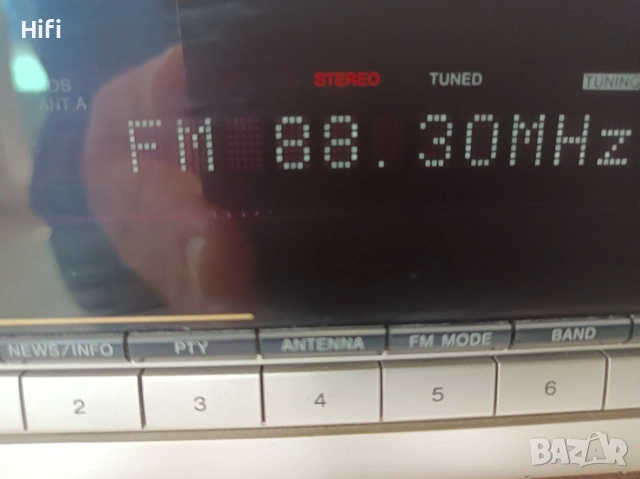 Hifi
STEREO TUNED TUNING
ANT A
FM 88.30MHz
NEWS/INFO PTY ANTENNA FM MODE BAND
2 3 4 5 6
BAZAR